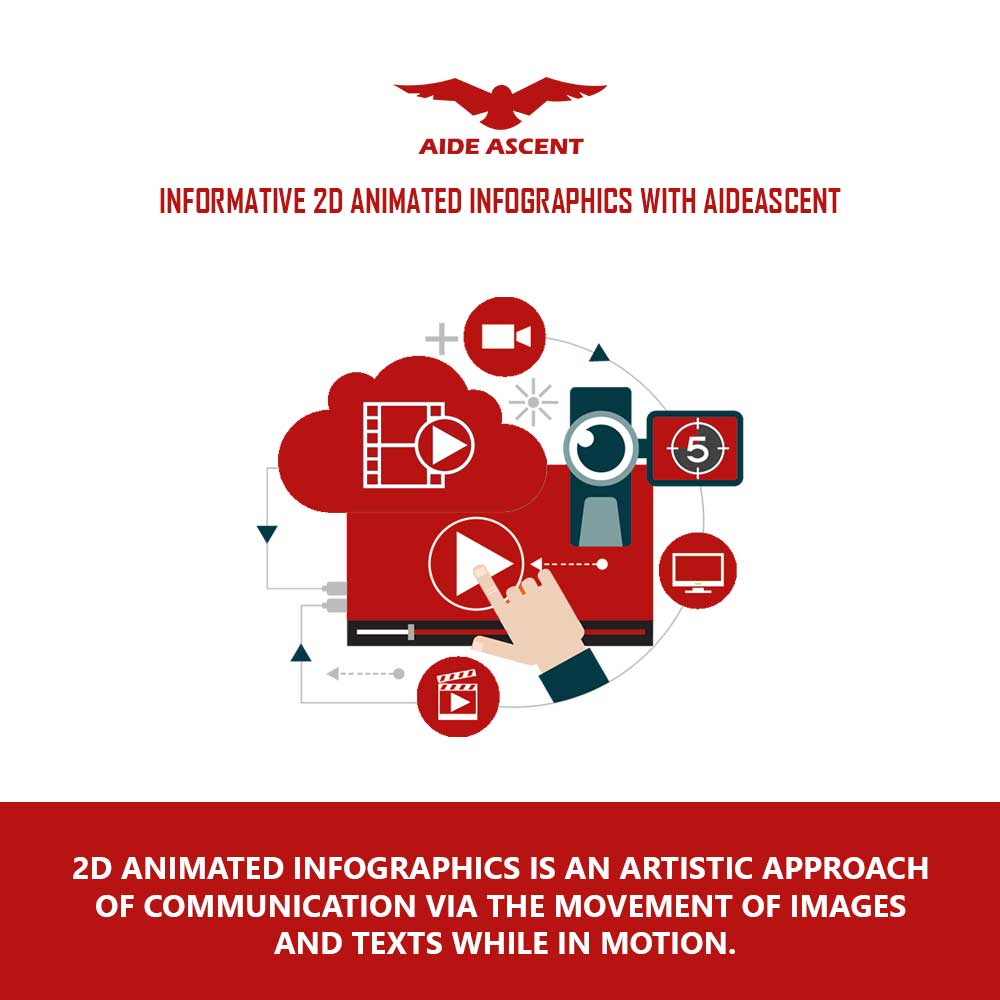 AIDE ASCENT
INFORMATIVE 2D ANIMATED INFOGRAPHICS WITH AIDEASCENT
5
2D ANIMATED INFOGRAPHICS IS AN ARTISTIC APPROACH
OF COMMUNICATION VIA THE MOVEMENT OF IMAGES
AND TEXTS WHILE IN MOTION.